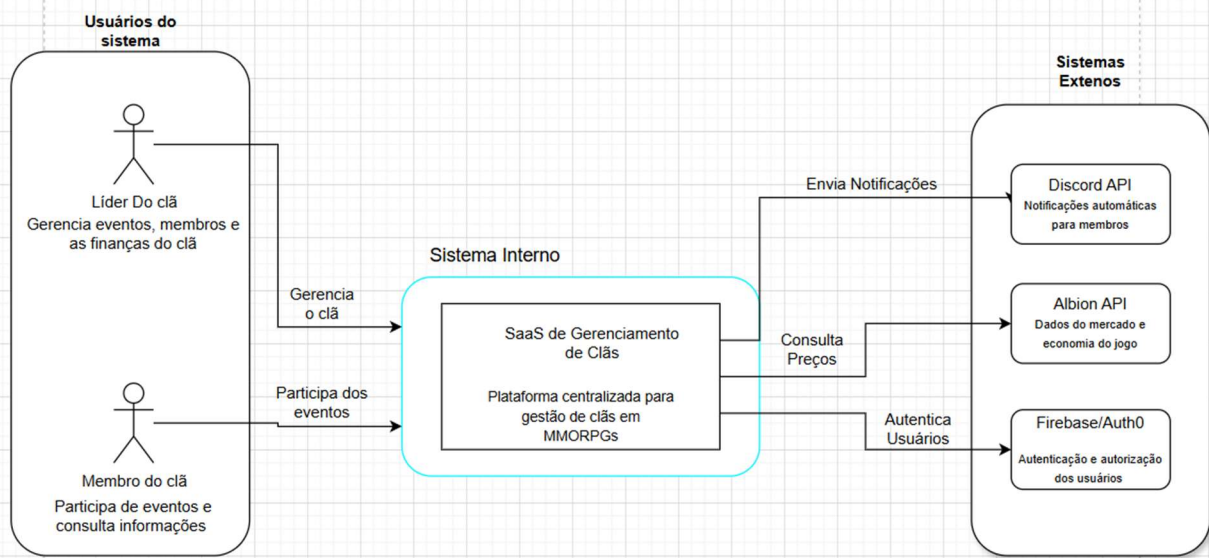 Usuários do
sistema
Líder Do clã
Gerencia eventos, membros e
as finanças do clã
Membro do clã
Participa de eventos e
consulta informações
Gerencia
o clã
Participa dos
eventos
Sistema Interno
SaaS de Gerenciamento
de Clãs
Plataforma centralizada para
gestão de clãs em
MMORPGs
Envia Notificações
Consulta
Preços
Autentica
Usuários
Sistemas
Extenos
Discord API
Notificações automáticas
para membros
Albion API
Dados do mercado e
economia do jogo
Firebase/Auth0
Autenticação e autorização
dos usuários